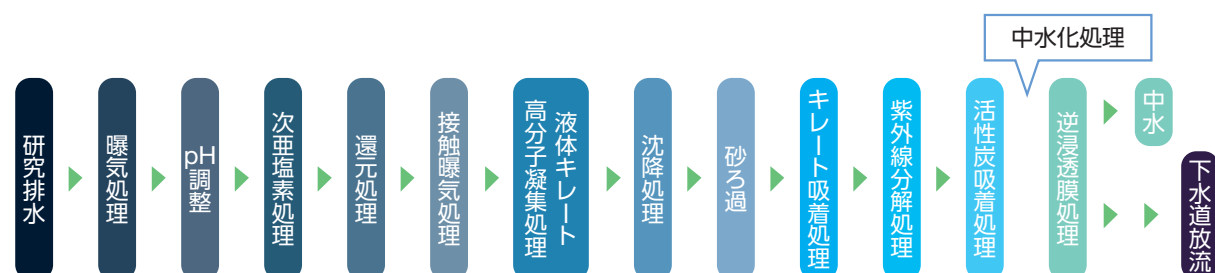 中水化処理
研究排水
曝気処理
pH
調整
次亜塩素処理
還元処理
接触曝気処理
液体キレート
高分子凝集処理
沈降処理
砂ろ過
キレート吸着処理
紫外線分解処理
活性炭吸着処理
逆浸透膜処理
中水
下水道放流